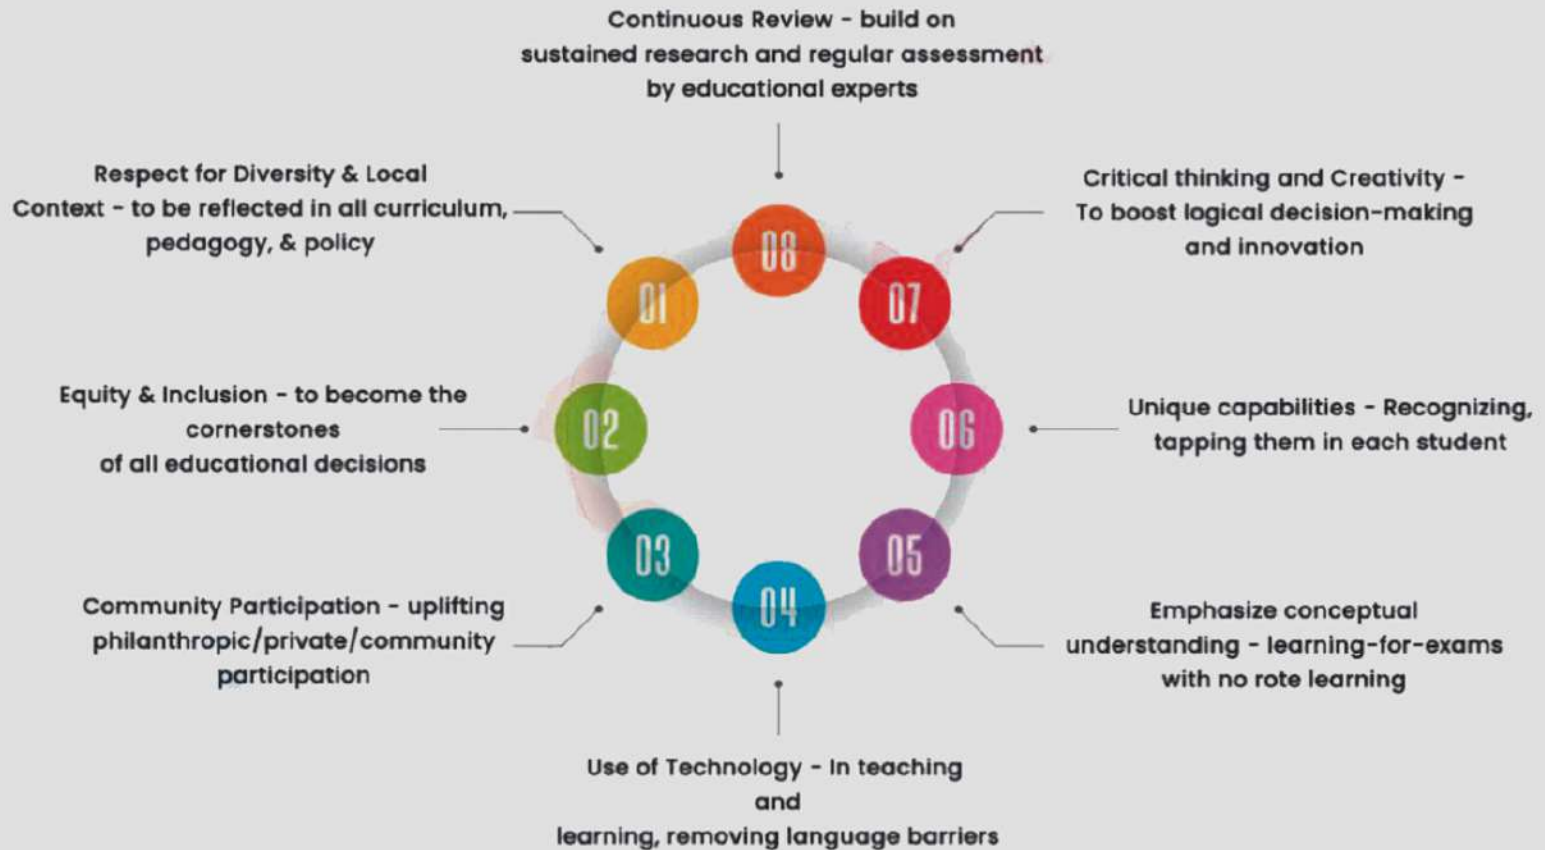 Continuous Review - build on
sustained research and regular assessment
by educational experts
Respect for Diversity & Local
Context - to be reflected in all curriculum,
pedagogy, & policy
Critical thinking and Creativity -
To boost logical decision-making
and innovation
08
01
07
Equity & Inclusion - to become the
cornerstones
of all educational decisions
02
06
Unique capabilities - Recognizing,
tapping them in each student
03
05
04
Community Participation - uplifting
philanthropic/private/community
participation
Emphasize conceptual
understanding - learning-for-exams
with no rote learning
Use of Technology - In teaching
and
learning, removing language barriers